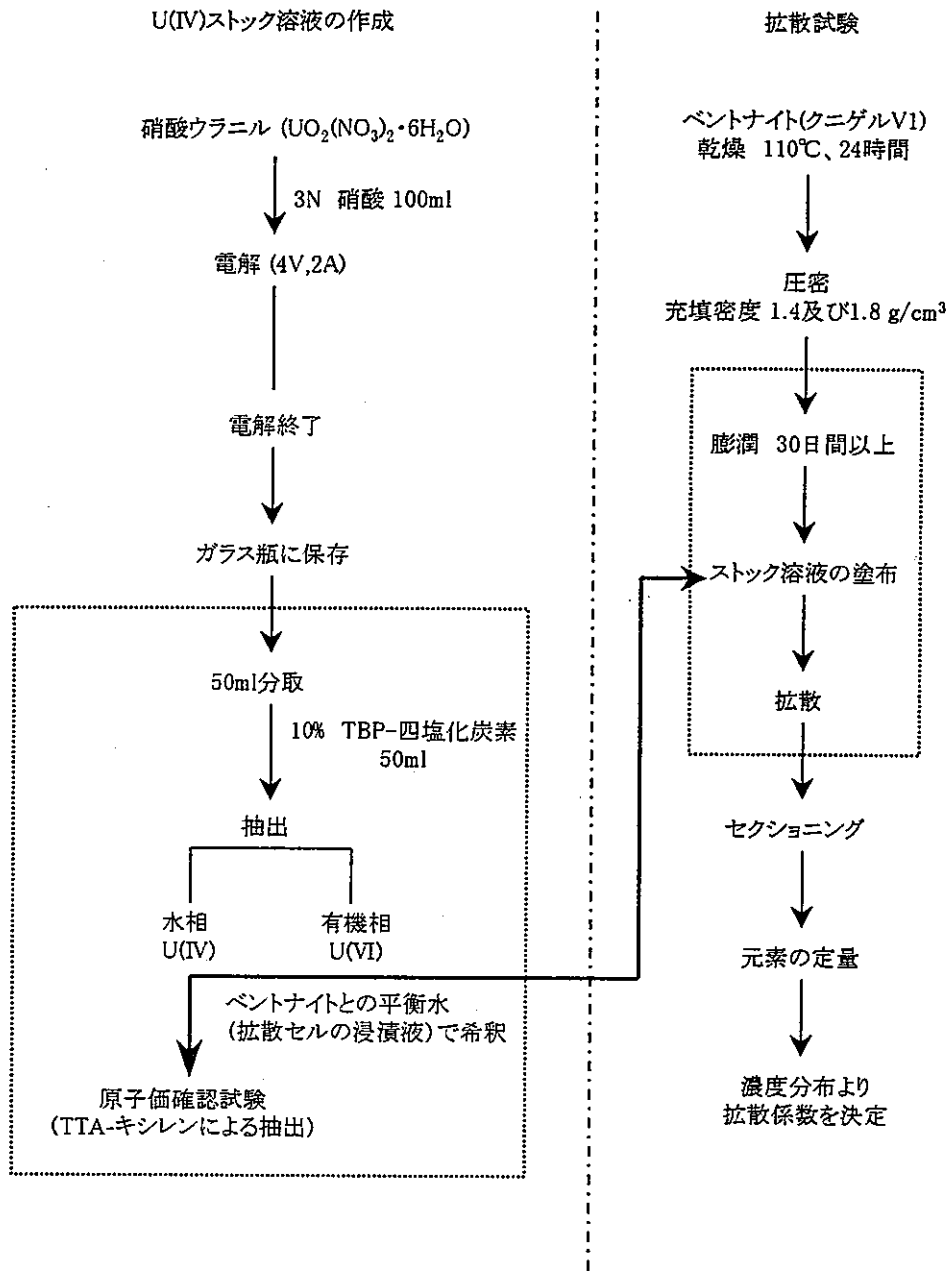 U(IV)ストック溶液の作成
硝酸ウラニル (UO₂(NO₃)₂・6H₂O)
3N 硝酸 100ml
電解 (4V,2A)
電解終了
ガラス瓶に保存
50ml分取
10% TBP-四塩化炭素
50ml
抽出
水相
U(IV)
有機相
U(VI)
ベントナイトとの平衡水
(拡散セルの浸漬液)で希釈
原子価確認試験
(TTA-キシレンによる抽出)
拡散試験
ベントナイト(クニゲルV1)
乾燥 110℃、24時間
圧密
充填密度 1.4及び1.8 g/cm³
膨潤 30日間以上
ストック溶液の塗布
拡散
セクショニング
元素の定量
濃度分布より
拡散係数を決定